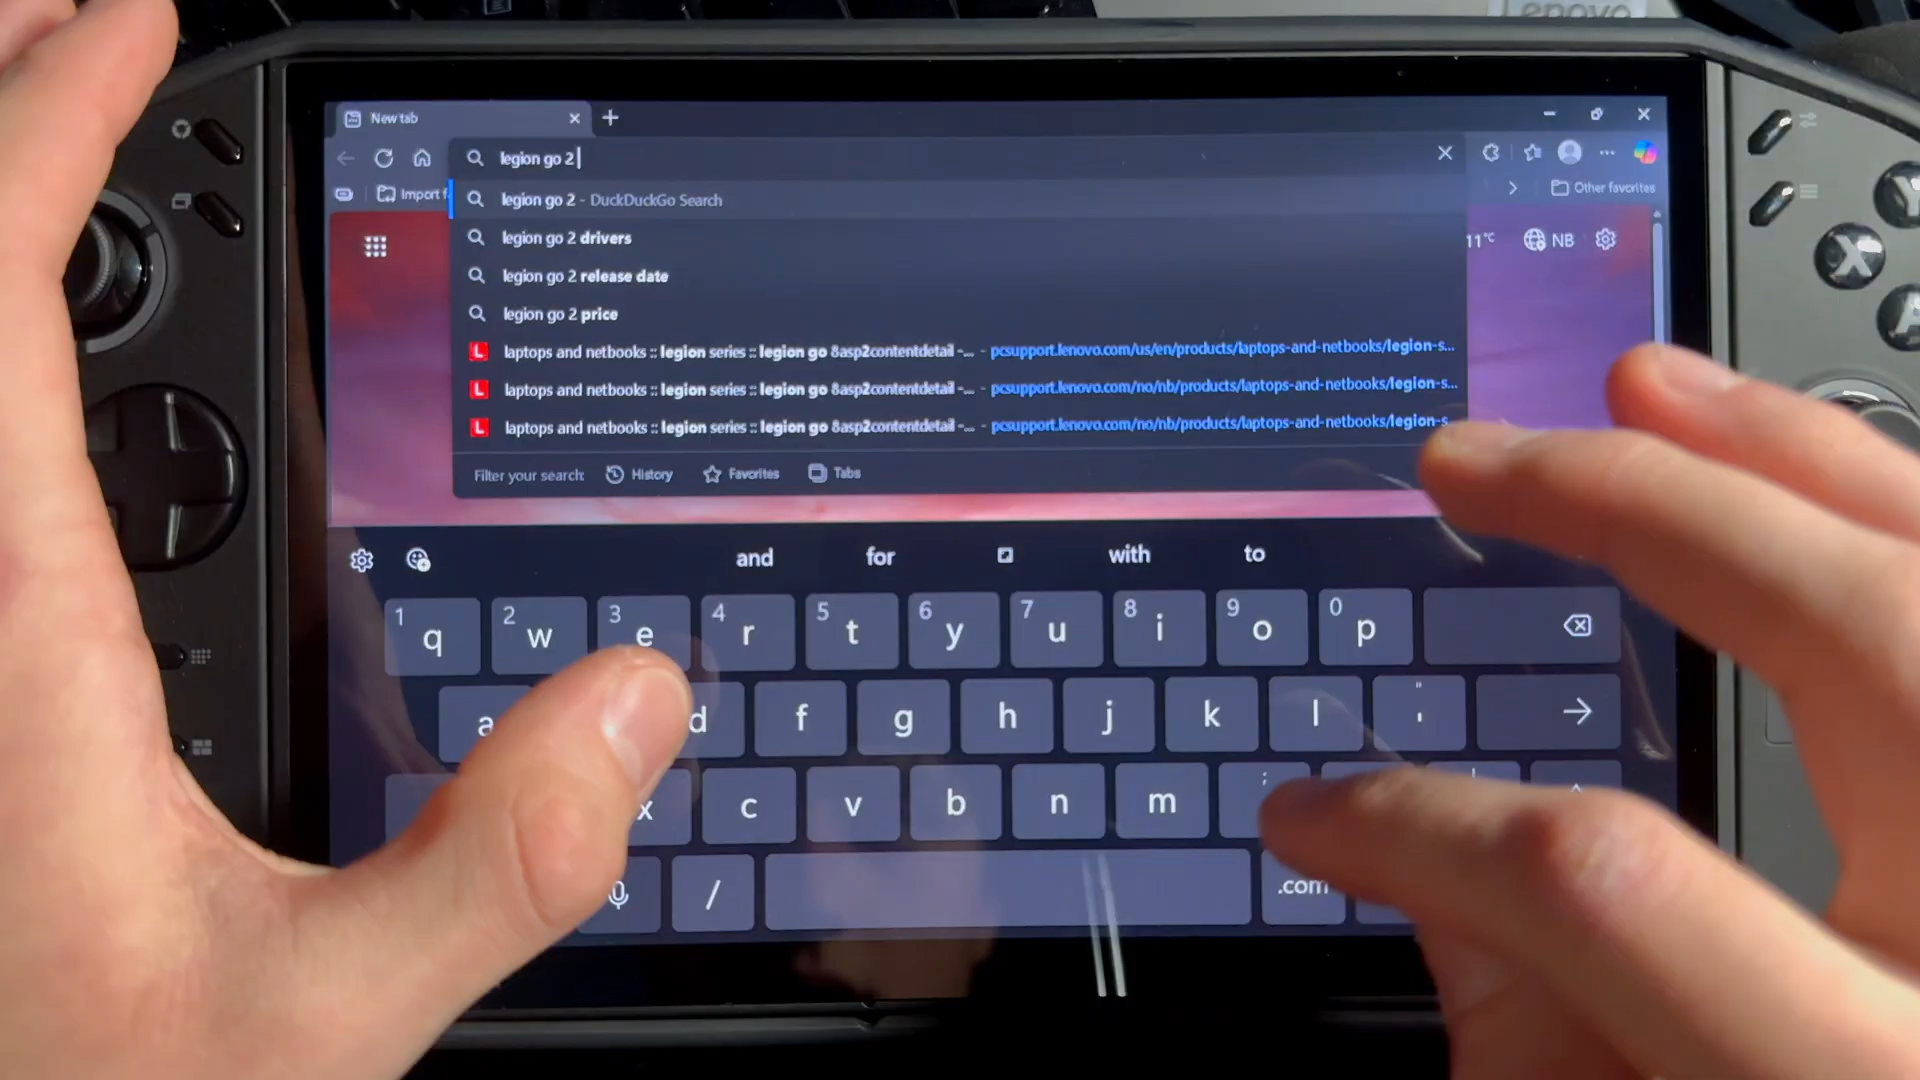 Lenovo
New tab
legion go 2
Import f
Other favorites
legion go 2 - DuckDuckGo Search
legion go 2 drivers
11°C
NB
legion go 2 release date
legion go 2 price
laptops and netbooks :: legion series :: legion go 8asp2contentdetail -... - pcsupport.lenovo.com/us/en/products/laptops-and-netbooks/legion-s...
laptops and netbooks :: legion series :: legion go 8asp2contentdetail -... - pcsupport.lenovo.com/no/nb/products/laptops-and-netbooks/legion-s...
laptops and netbooks :: legion series :: legion go 8asp2contentdetail -... - pcsupport.lenovo.com/no/nb/products/laptops-and-netbooks/legion-s
Filter your search: History Favorites Tabs
and for with to
1 q 2 w 3 e 4 r 5 t 6 y 7 u 8 i 9 o 0 p
a d f g h j k l " '
x c v b n m ;
/ .com
Y
X
A